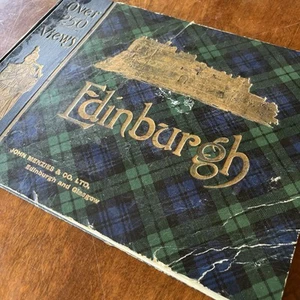 Over
250
Views
Edinburgh
JOHN MENZIES & CO. LTD.
Edinburgh and Glasgow